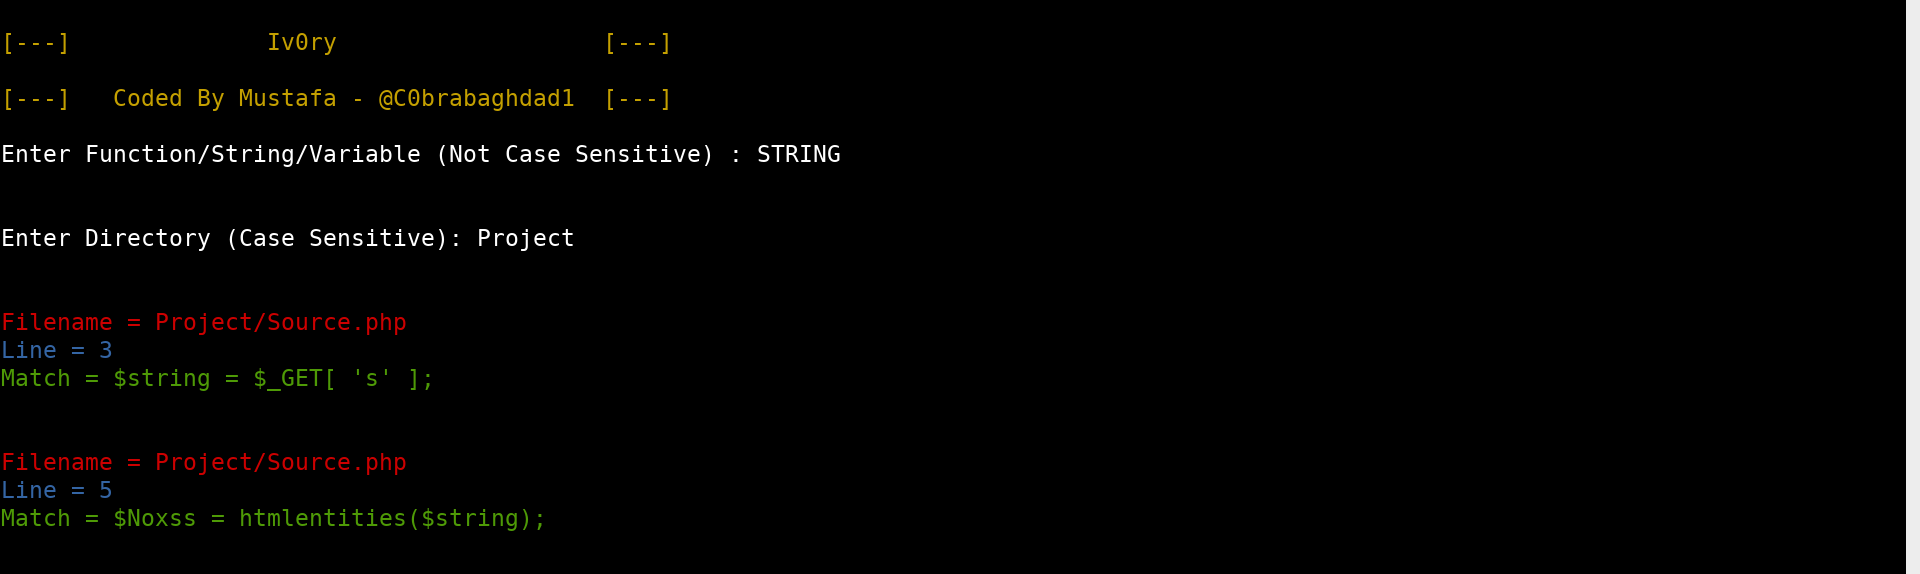 [---]              Iv0ry                   [---]
[---]   Coded By Mustafa - @C0brabaghdad1  [---]
Enter Function/String/Variable (Not Case Sensitive) : STRING
Enter Directory (Case Sensitive): Project
Filename = Project/Source.php
Line = 3
Match = $string = $_GET[ 's' ];
Filename = Project/Source.php
Line = 5
Match = $Noxss = htmlentities($string);